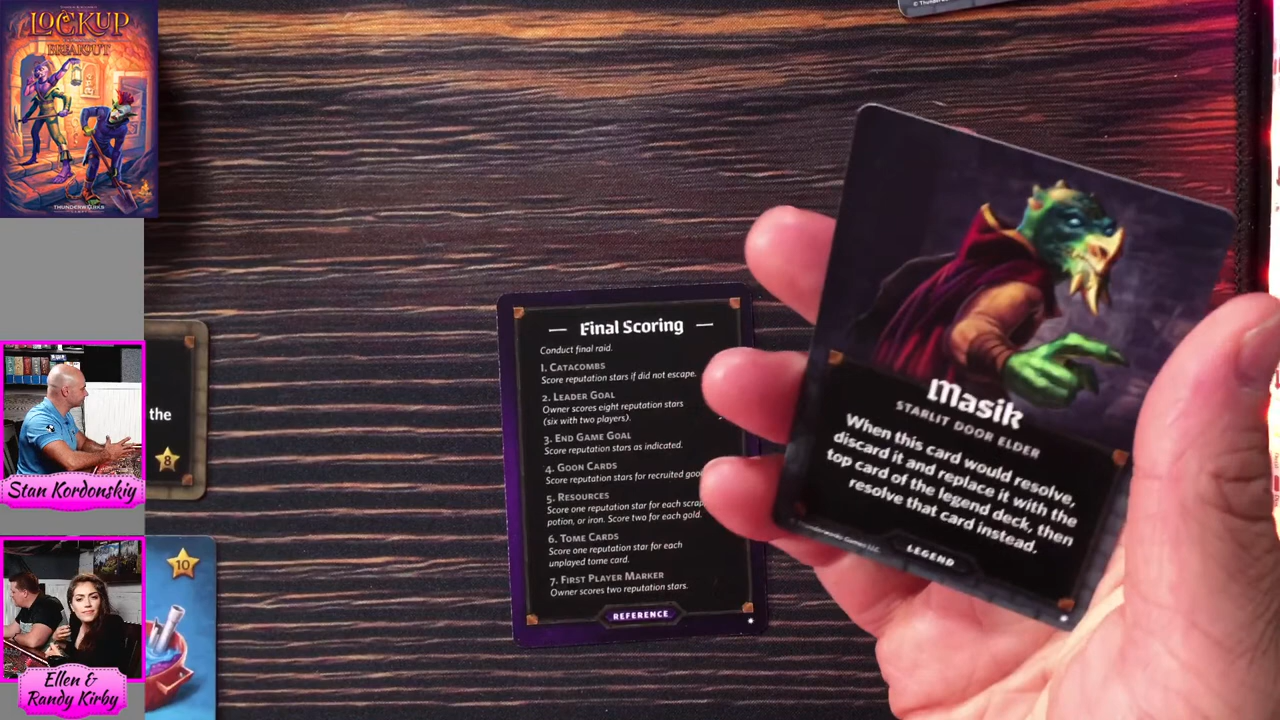 LOCKUP
BREAKOUT
THUNDERWORKS
the
8
Stan Kordonskiy
10
Ellen &
Randy Kirby
— Final Scoring —
Conduct final raid.
1. CATACOMBS
Score reputation stars if did not escape.
2. LEADER GOAL
Owner scores eight reputation stars
(six with two players).
3. END GAME GOAL
Score reputation stars as indicated.
4. GOON CARDS
Score reputation stars for recruited
5. RESOURCES
Score one reputation star for each
potion, or iron. Score two for each gold.
6. TOME CARDS
Score one reputation star for each
unplayed tome card.
7. FIRST PLAYER MARKER
Owner scores two reputation stars.
REFERENCE
Masik
STARLIT DOOR ELDER
When this card would resolve,
discard it and replace it with the
top card of the legend deck, then
resolve that card instead.
LEGEND